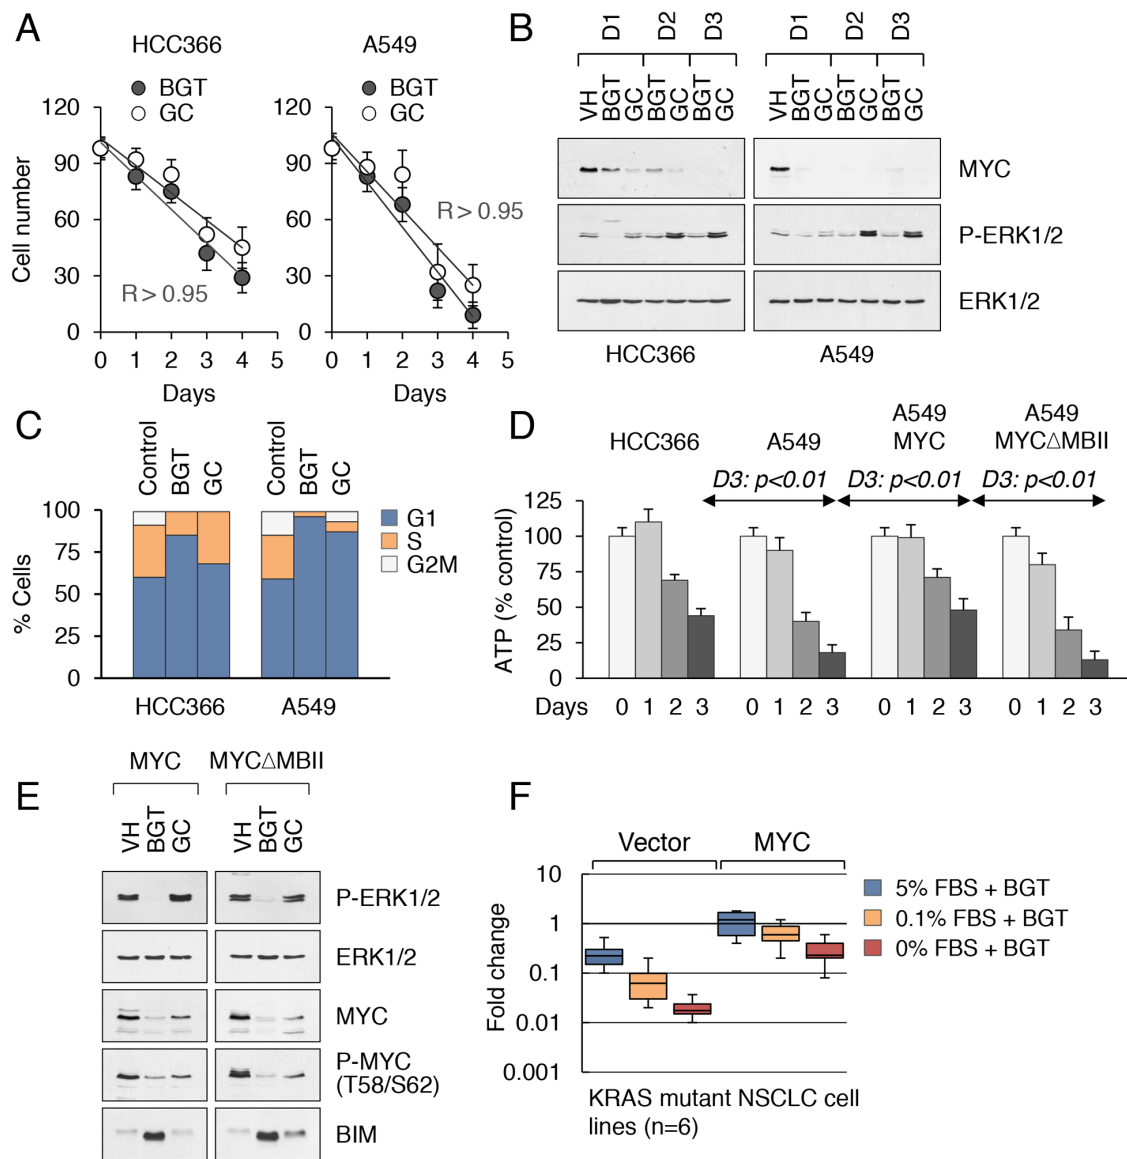 A
HCC366
A549
BGT
GC
BGT
GC
120
90
60
30
0
120
90
60
30
0
Cell number
R > 0.95
R > 0.95
0 1 2 3 4 5
0 1 2 3 4 5
Days
Days
B
D1 D2 D3 D1 D2 D3
VH BGT GC BGT GC BGT GC VH BGT GC BGT GC BGT GC
MYC
P-ERK1/2
ERK1/2
HCC366
A549
C
Control BGT GC Control BGT GC
100
75
50
25
0
% Cells
G1
S
G2M
HCC366
A549
D
HCC366
A549
A549
MYC
A549
MYC△MBII
D3: p<0.01
D3: p<0.01
D3: p<0.01
125
100
75
50
25
0
ATP (% control)
Days 0 1 2 3 0 1 2 3 0 1 2 3 0 1 2 3
E
MYC
MYC△MBII
VH BGT GC VH BGT GC
P-ERK1/2
ERK1/2
MYC
P-MYC
(T58/S62)
BIM
F
Vector
MYC
10
1
0.1
0.01
0.001
Fold change
5% FBS + BGT
0.1% FBS + BGT
0% FBS + BGT
KRAS mutant NSCLC cell
lines (n=6)